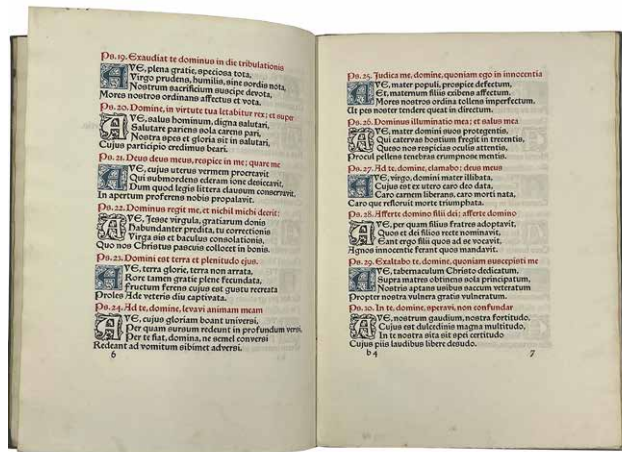 Ps. 19. Exaudiat te dominus in die tribulationis
AVE, plena gratie, speciosa tota,
Virgo prudens, humilis, sine sordis nota,
Nostrum sacrificium suscipe devota,
Mores nostros ordinans affectus et vota.
Ps. 20. Domine, in virtute tua letabitur rex: et super
AVE, salus hominum, digna salutari,
Salutare pariens sola carens pari,
Nostra spes et gloria sit in salutari,
Cujus participio credimus beari.
Ps. 21. Deus deus meus, respice in me: quare me
AVE, cujus uterus vermem procreavit
Qui submordens ederam Ione desiccavit,
Dum quod legis littera clausum conservavit,
In apertum proferens nobis propalavit.
Ps. 22. Dominus regit me, et nichil michi deerit:
AVE, Jesse virgula, gratiarum donis
Habundanter predita, tu correctionis
Virga sis et baculus consolationis,
Quo nos Christus pascuis collocet in bonis.
Ps. 23. Domini est terra et plenitudo ejus.
AVE, terra glorie, terra non arrata,
Rore tamen gratie plene fecundata,
Fructum ferens cujus est gustu recreata
Proles Ade veteris diu captivata.
Ps. 24. Ad te, domine, levavi animam meam
AVE, cujus gloriam boant universi,
Per quam sursum redeunt in profundum versi,
Per te fiat, domina, ne semel conversi
Redeant ad vomitum sibimet adversi.
6
Ps. 25. Judica me, domine, quoniam ego in innocentia
AVE, mater populi, prospice defectum,
Et, maternum filiis exibens affectum,
Mores nostros ordina tollens imperfectum,
Ut pes noster tendere queat in directum.
Ps. 26. Dominus illuminatio mea: et salus mea
AVE, mater domini suos protegentis,
Qui catervas hostium fregit in tecentis,
Queso nos respicias oculis attentis,
Procul pellens tenebras erumpnose mentis.
Ps. 27. Ad te, domine, clamabo: deus meus
AVE, virgo, domini mater illibata,
Cujus est ex utero caro deo data,
Caro carnem liberans, caro morti nata,
Caro que refloruit morte triumphata.
Ps. 28. Afferte domino filii dei: afferte domino
AVE, per quam filius fratres adoptavit,
Quos et dei filios recte nominavit,
Eant ergo filii quos ad se vocavit,
Agnos innocentie ferant quos mandavit.
Ps. 29. Exaltabo te, domine, quoniam suscepisti me
AVE, tabernaculum Christo dedicatum,
Supra matres obtinens sola principatum,
Nostris aptans usibus sacrum veteratum
Propter nostra vulnera gratis vulneratum.
Ps. 30. In te, domine, speravi, non confundar
AVE, nostrum gaudium, nostra fortitudo,
Cujus est dulcedinis magna multitudo,
In te nostra sita sit spei certitudo
Cujus piis laudibus libere desudo.
b 4
7